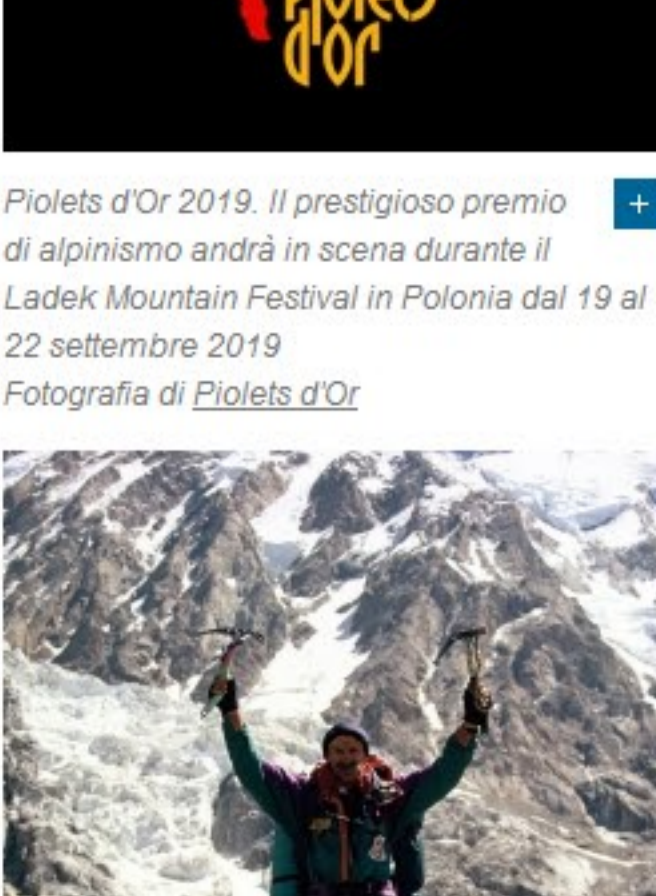 d'or
Piolets d'Or 2019. Il prestigioso premio
di alpinismo andrà in scena durante il
Ladek Mountain Festival in Polonia dal 19 al
22 settembre 2019
Fotografia di Piolets d'Or